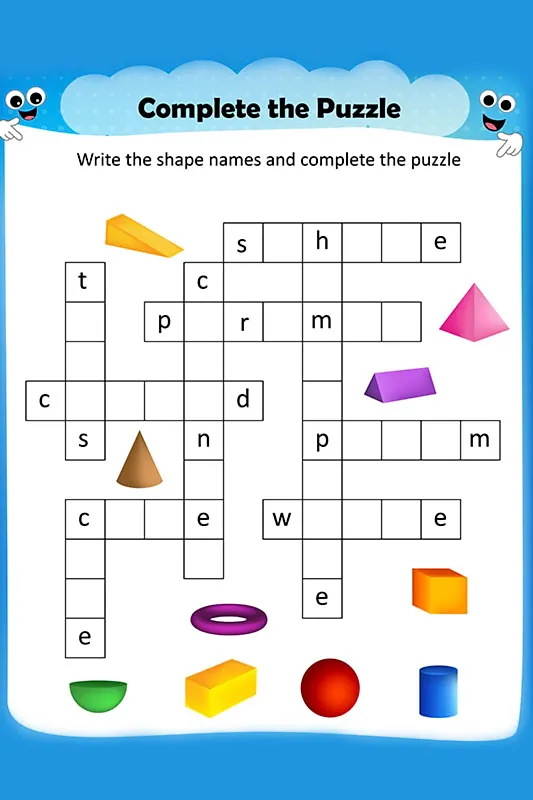 Complete the Puzzle
Write the shape names and complete the puzzle
s h e
t c
p r m
c d
s n p m
c e w e
e
e